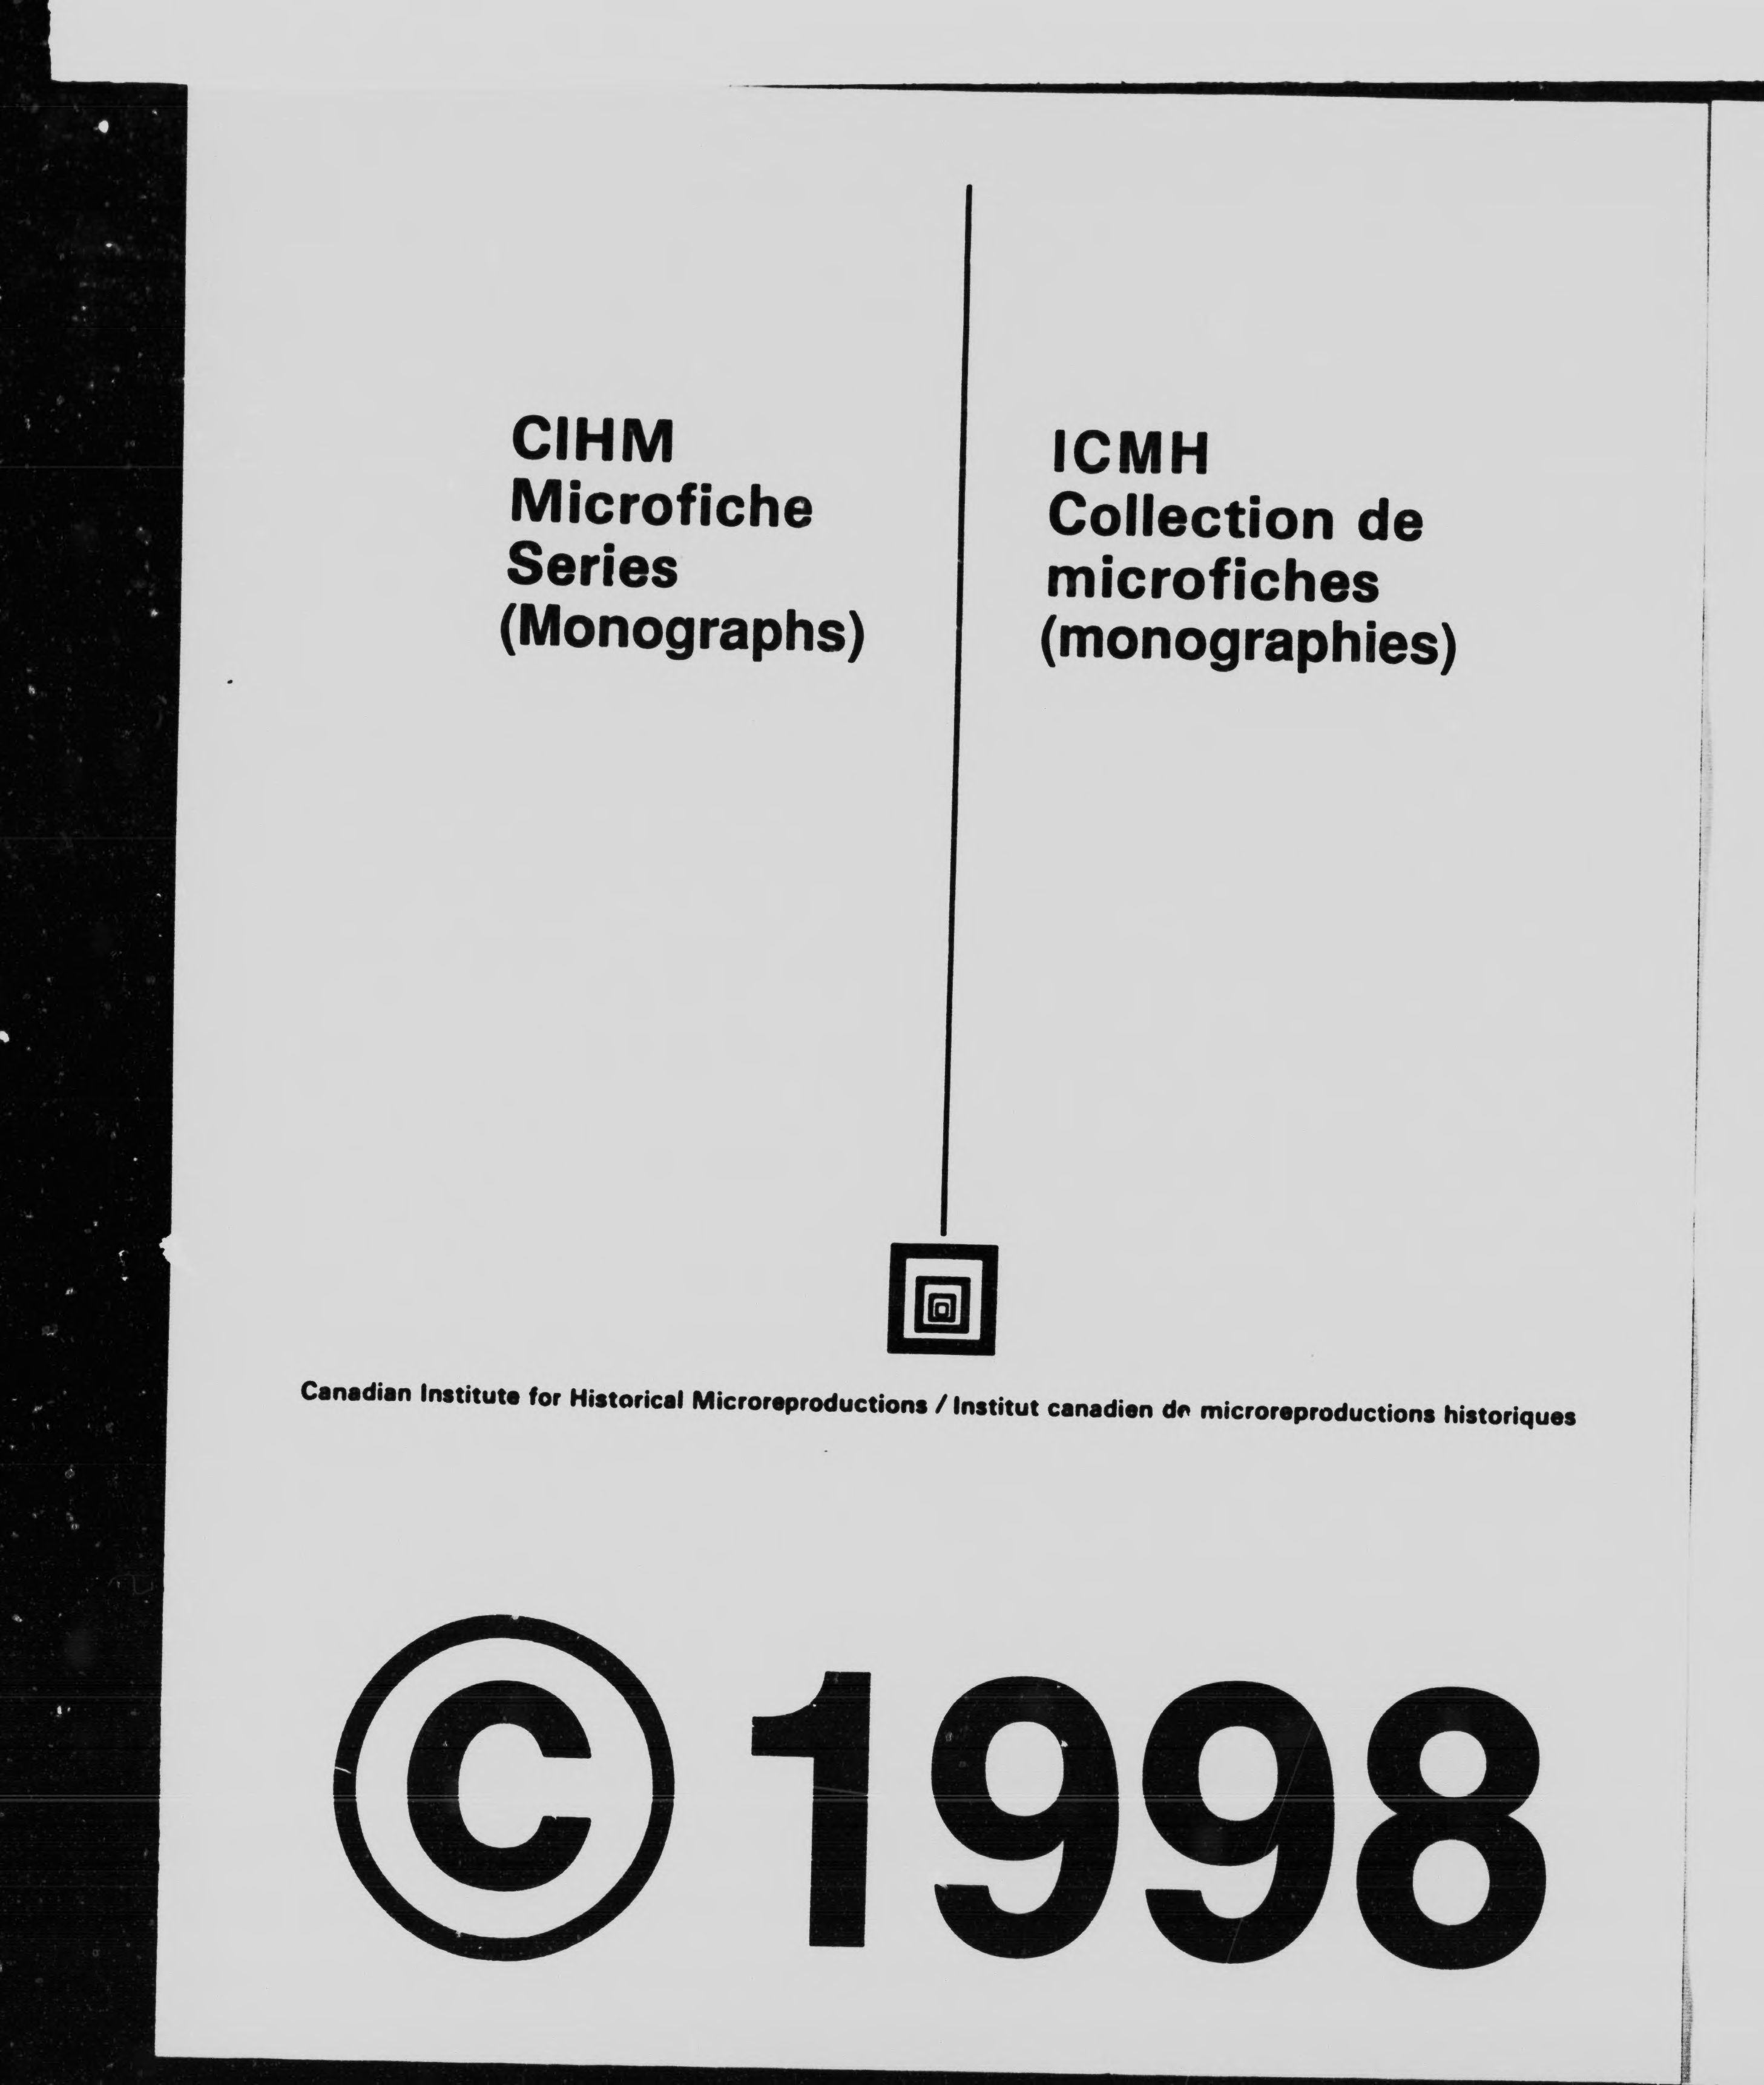 CIHM
Microfiche
Series
(Monographs)
ICMH
Collection de
microfiches
(monographies)
Canadian Institute for Historical Microreproductions / Institut canadien de microreproductions historiques
© 1998